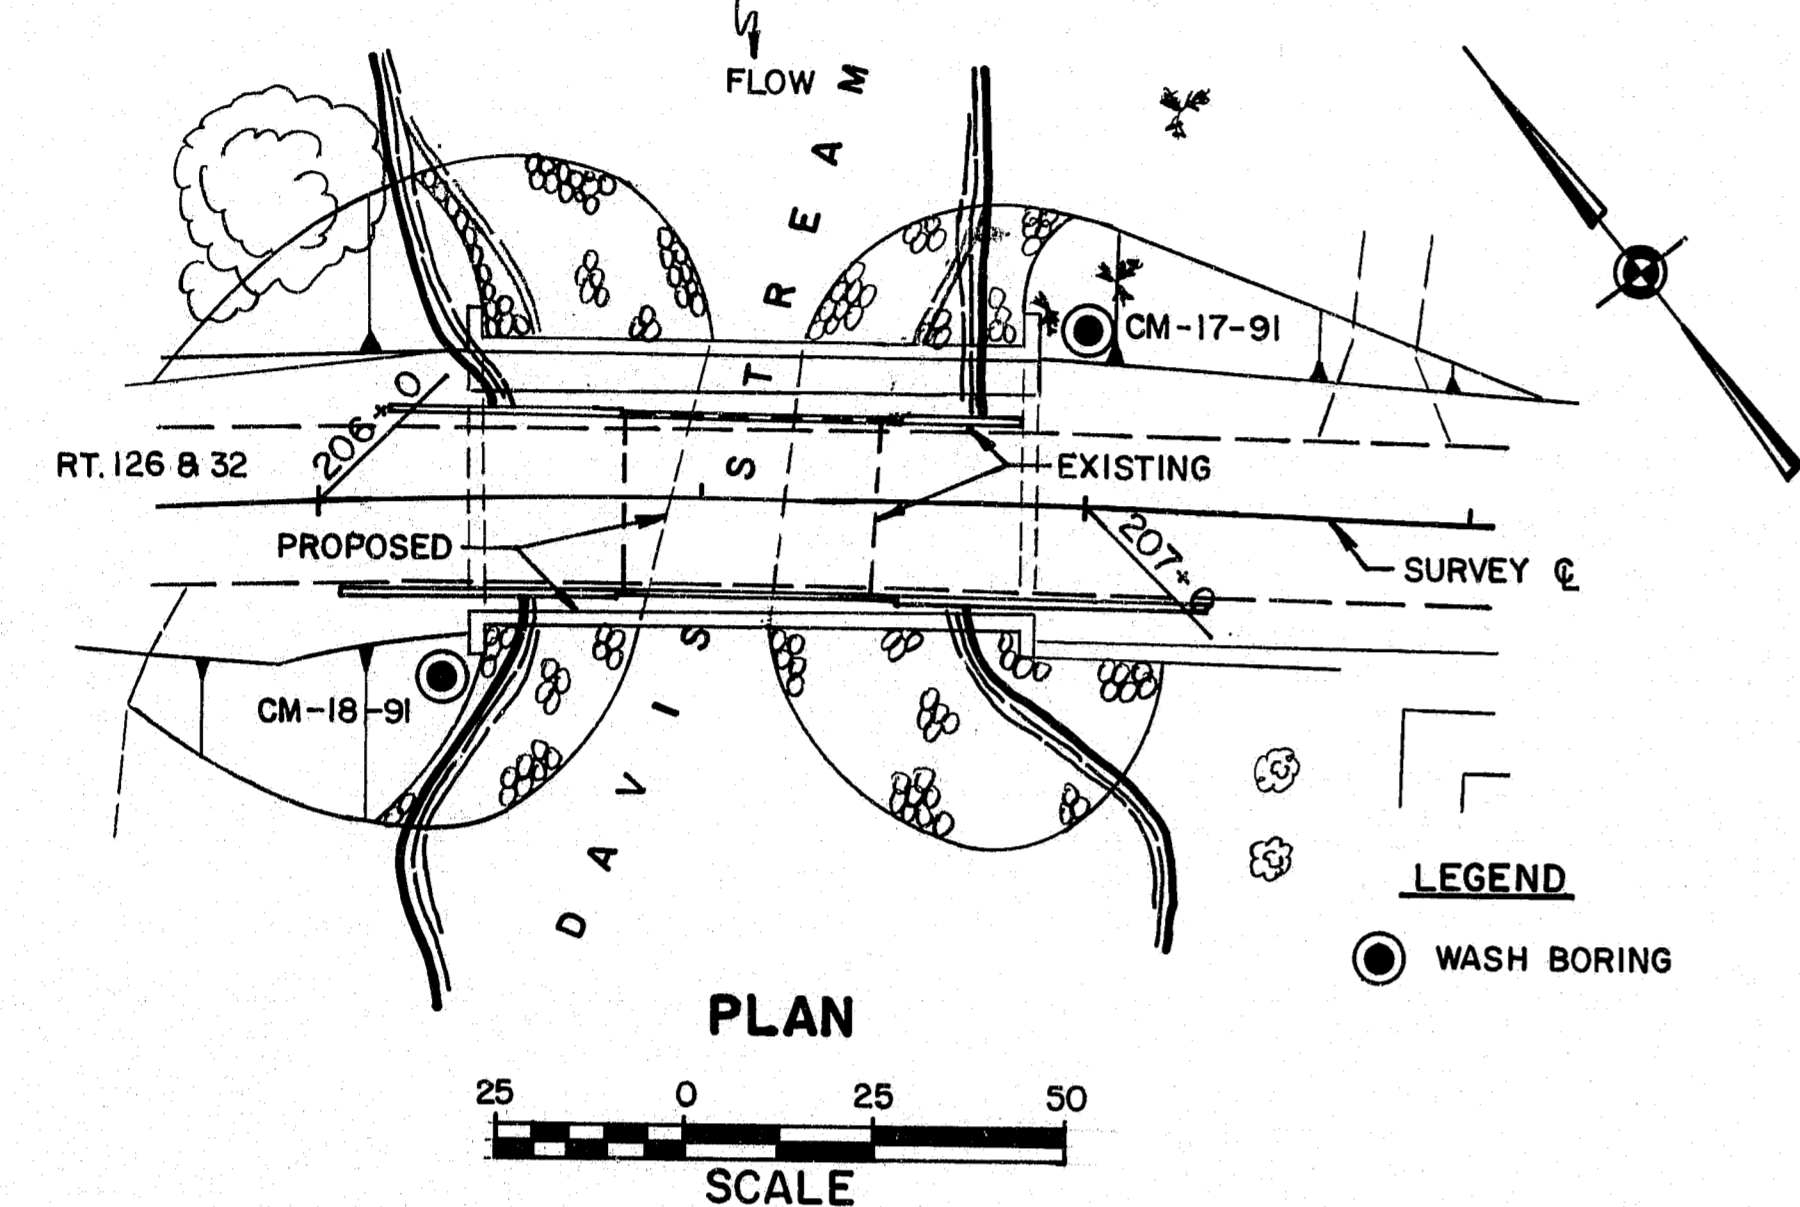 FLOW
DAVIS STREAM
CM-17-91
206+0
RT. 126 & 32
EXISTING
PROPOSED
207+0
SURVEY ℄
CM-18-91
LEGEND
WASH BORING
PLAN
25 0 25 50
SCALE